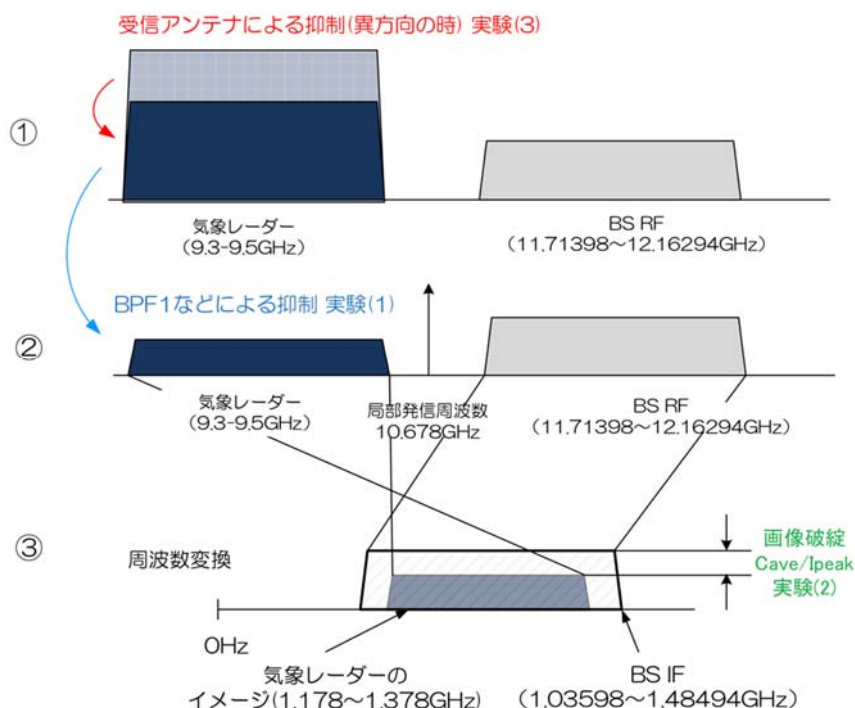 受信アンテナによる抑制(異方向の時) 実験(3)
①
気象レーダー
(9.3-9.5GHz)
BS RF
(11.71398～12.16294GHz)
BPF1などによる抑制 実験(1)
②
気象レーダー
(9.3-9.5GHz)
局部発信周波数
10.678GHz
BS RF
(11.71398～12.16294GHz)
③
周波数変換
画像破綻
Cave/Ipeak
実験(2)
0Hz
気象レーダーの
イメージ(1.178～1.378GHz)
BS IF
(1.03598～1.48494GHz)